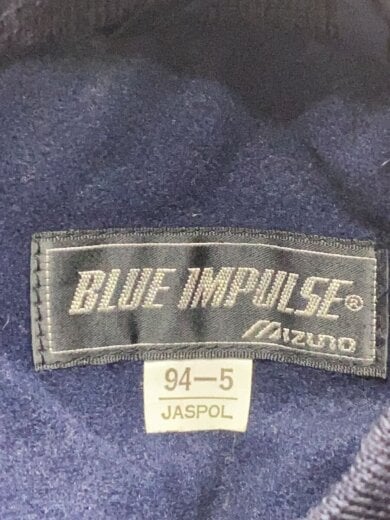 BLUE IMPULSE®
MIZUNO
94-5
JASPOL